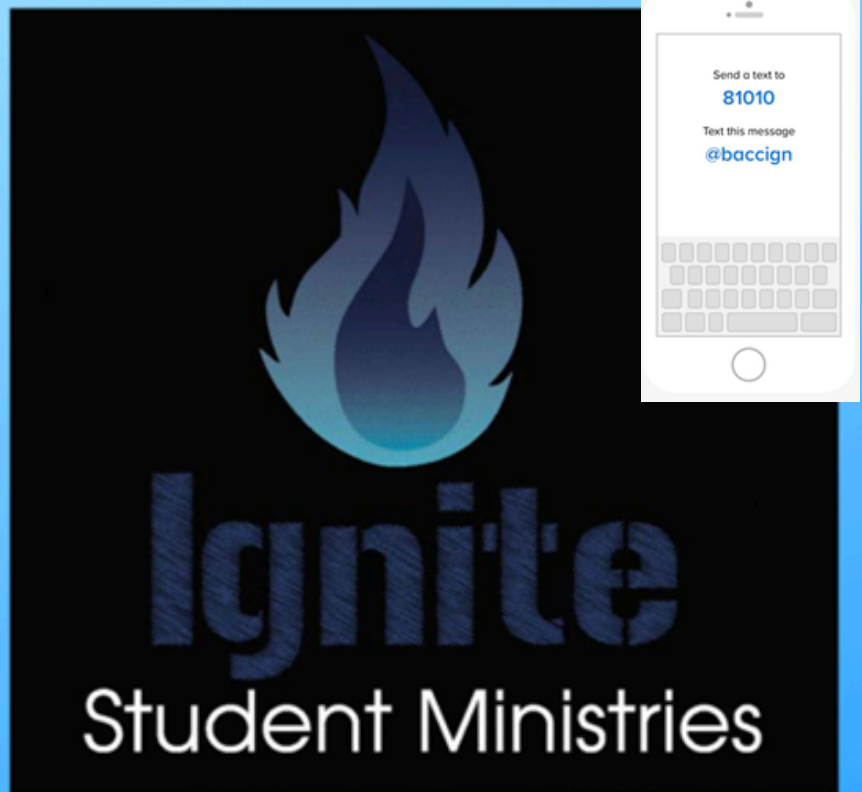 Send a text to
81010
Text this message
@baccign
Ignite
Student Ministries